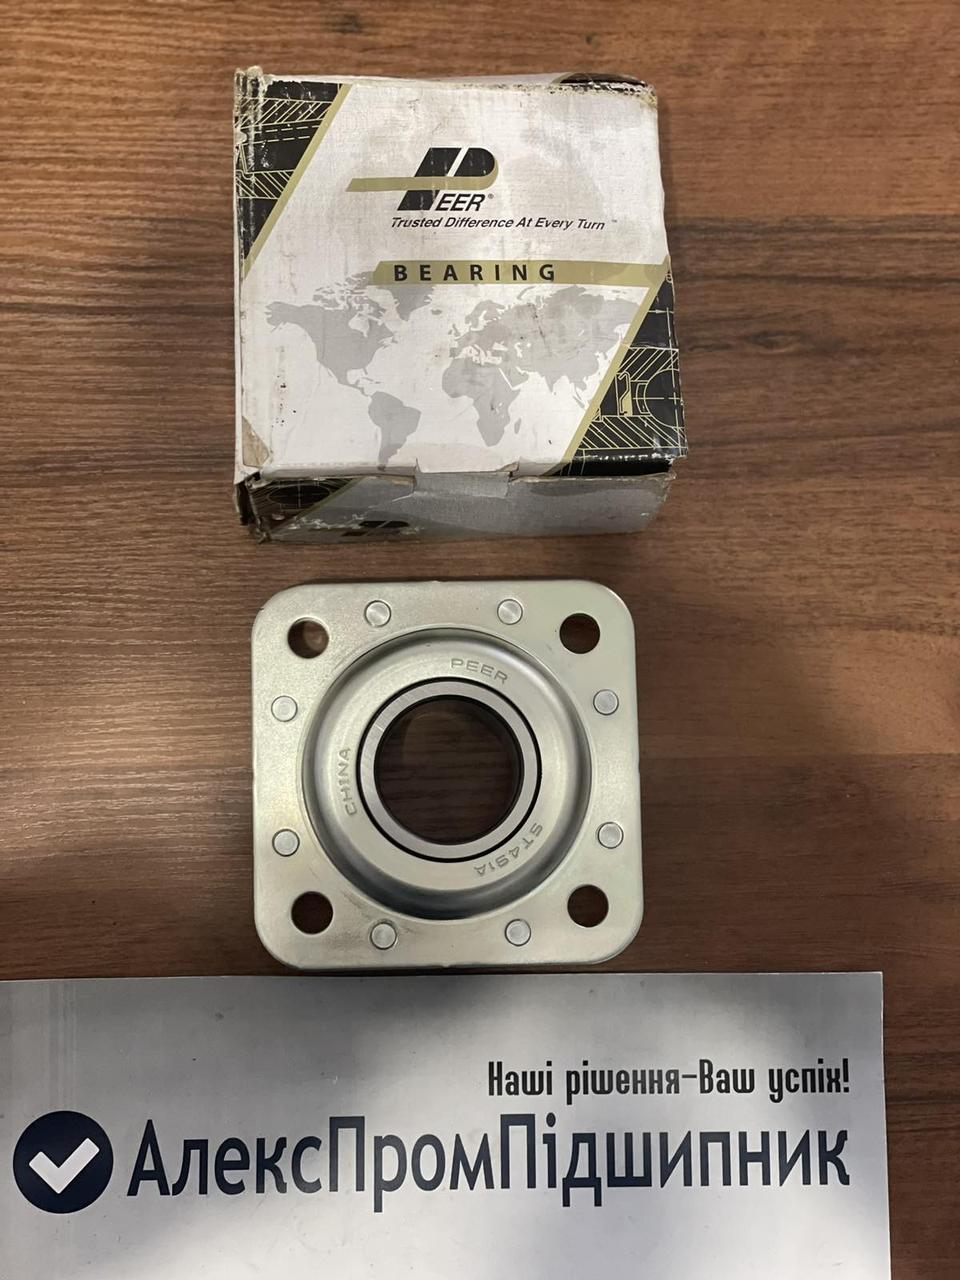 PEER®
Trusted Difference At Every Turn™
BEARING
PEER
CHINA
ST491A
Наші рішення-Ваш успіх!
АлексПромПідшипник